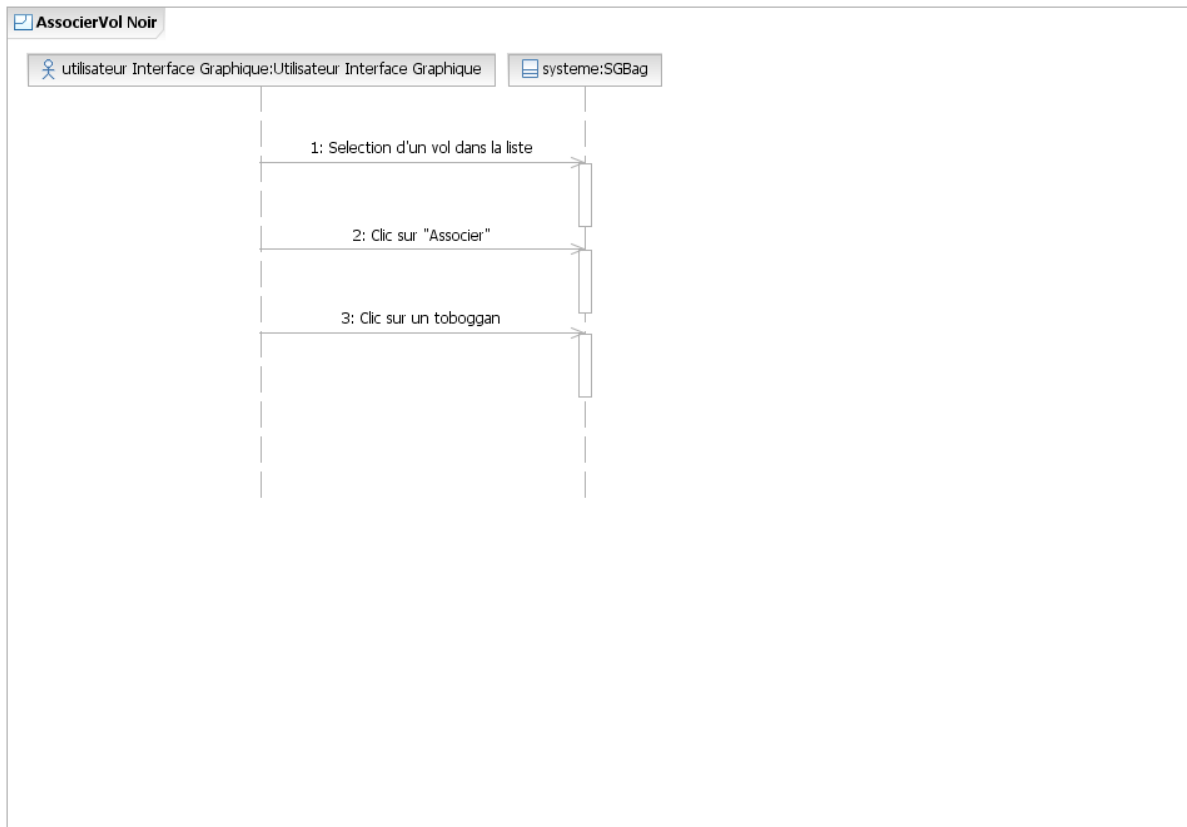 AssocierVol Noir
utilisateur Interface Graphique:Utilisateur Interface Graphique
systeme:SGBag
1: Selection d'un vol dans la liste
2: Clic sur "Associer"
3: Clic sur un toboggan